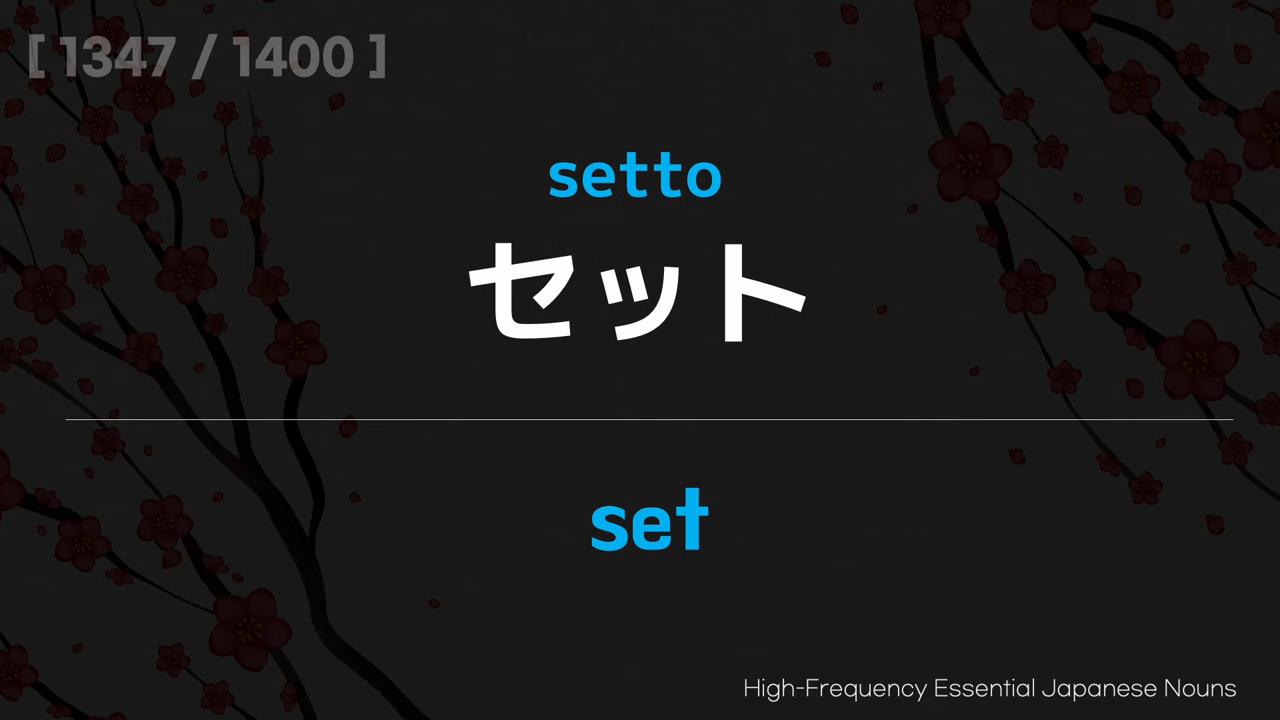 [ 1347 / 1400 ]
setto
セット
set
High-Frequency Essential Japanese Nouns